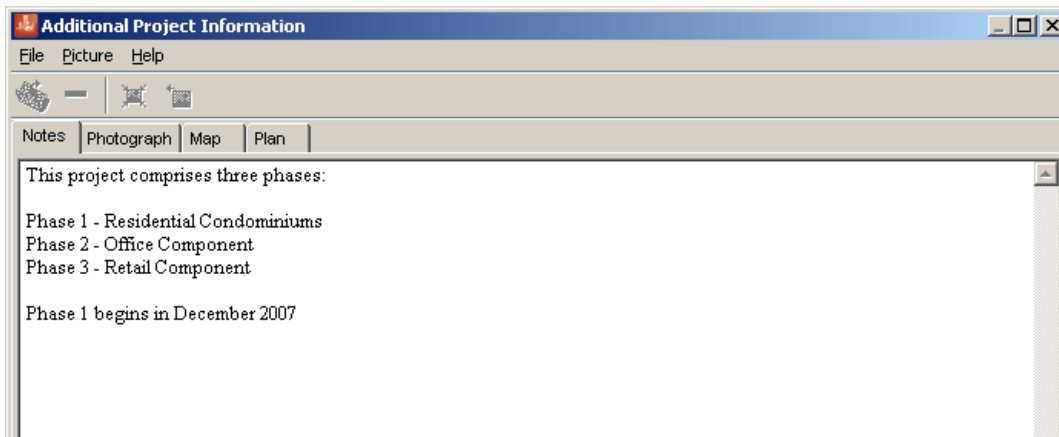 Additional Project Information
File Picture Help
Notes Photograph Map Plan
This project comprises three phases:
Phase 1 - Residential Condominiums
Phase 2 - Office Component
Phase 3 - Retail Component
Phase 1 begins in December 2007